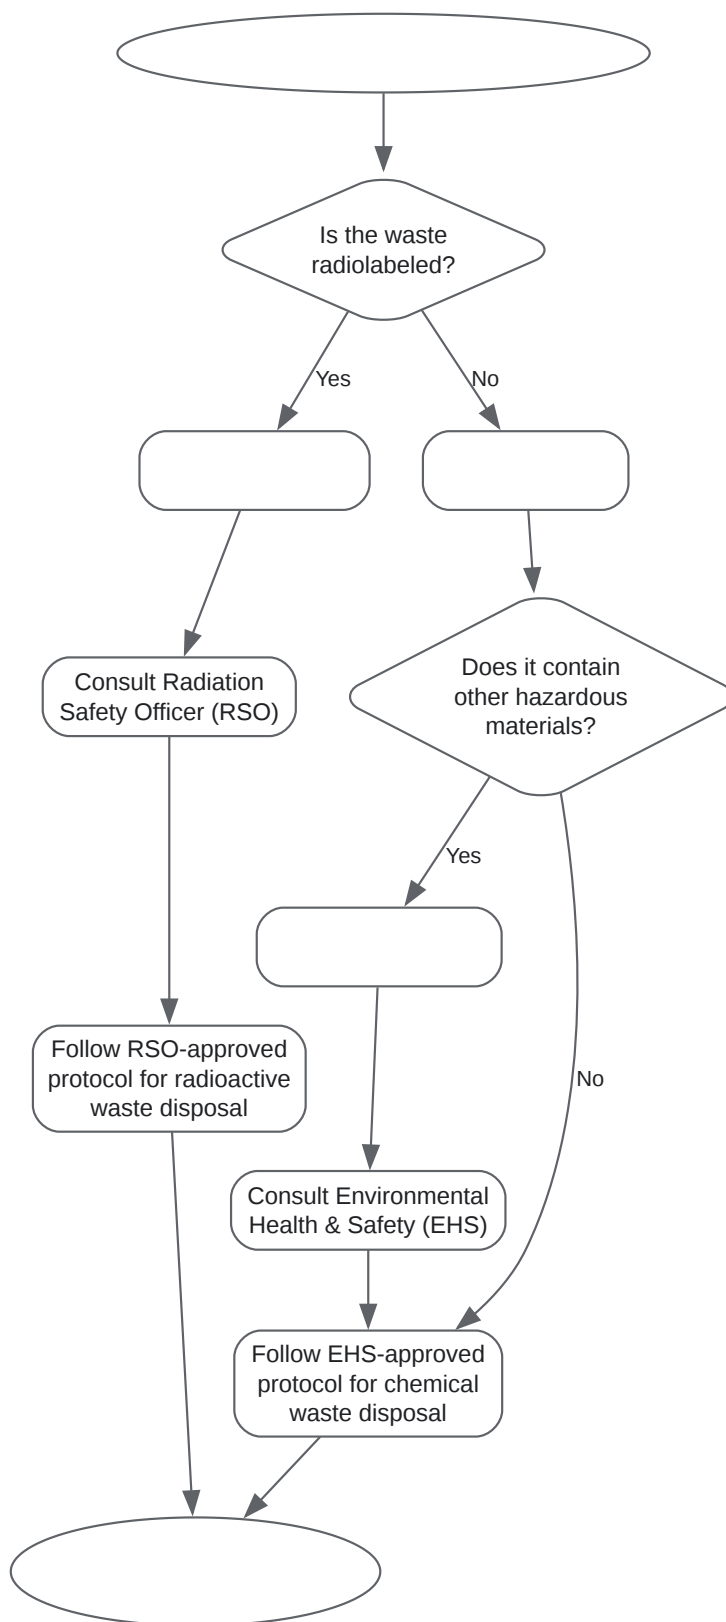 Is the waste
radiolabeled?
Yes
No
Consult Radiation
Safety Officer (RSO)
Does it contain
other hazardous
materials?
Yes
Follow RSO-approved
protocol for radioactive
waste disposal
No
Consult Environmental
Health & Safety (EHS)
Follow EHS-approved
protocol for chemical
waste disposal